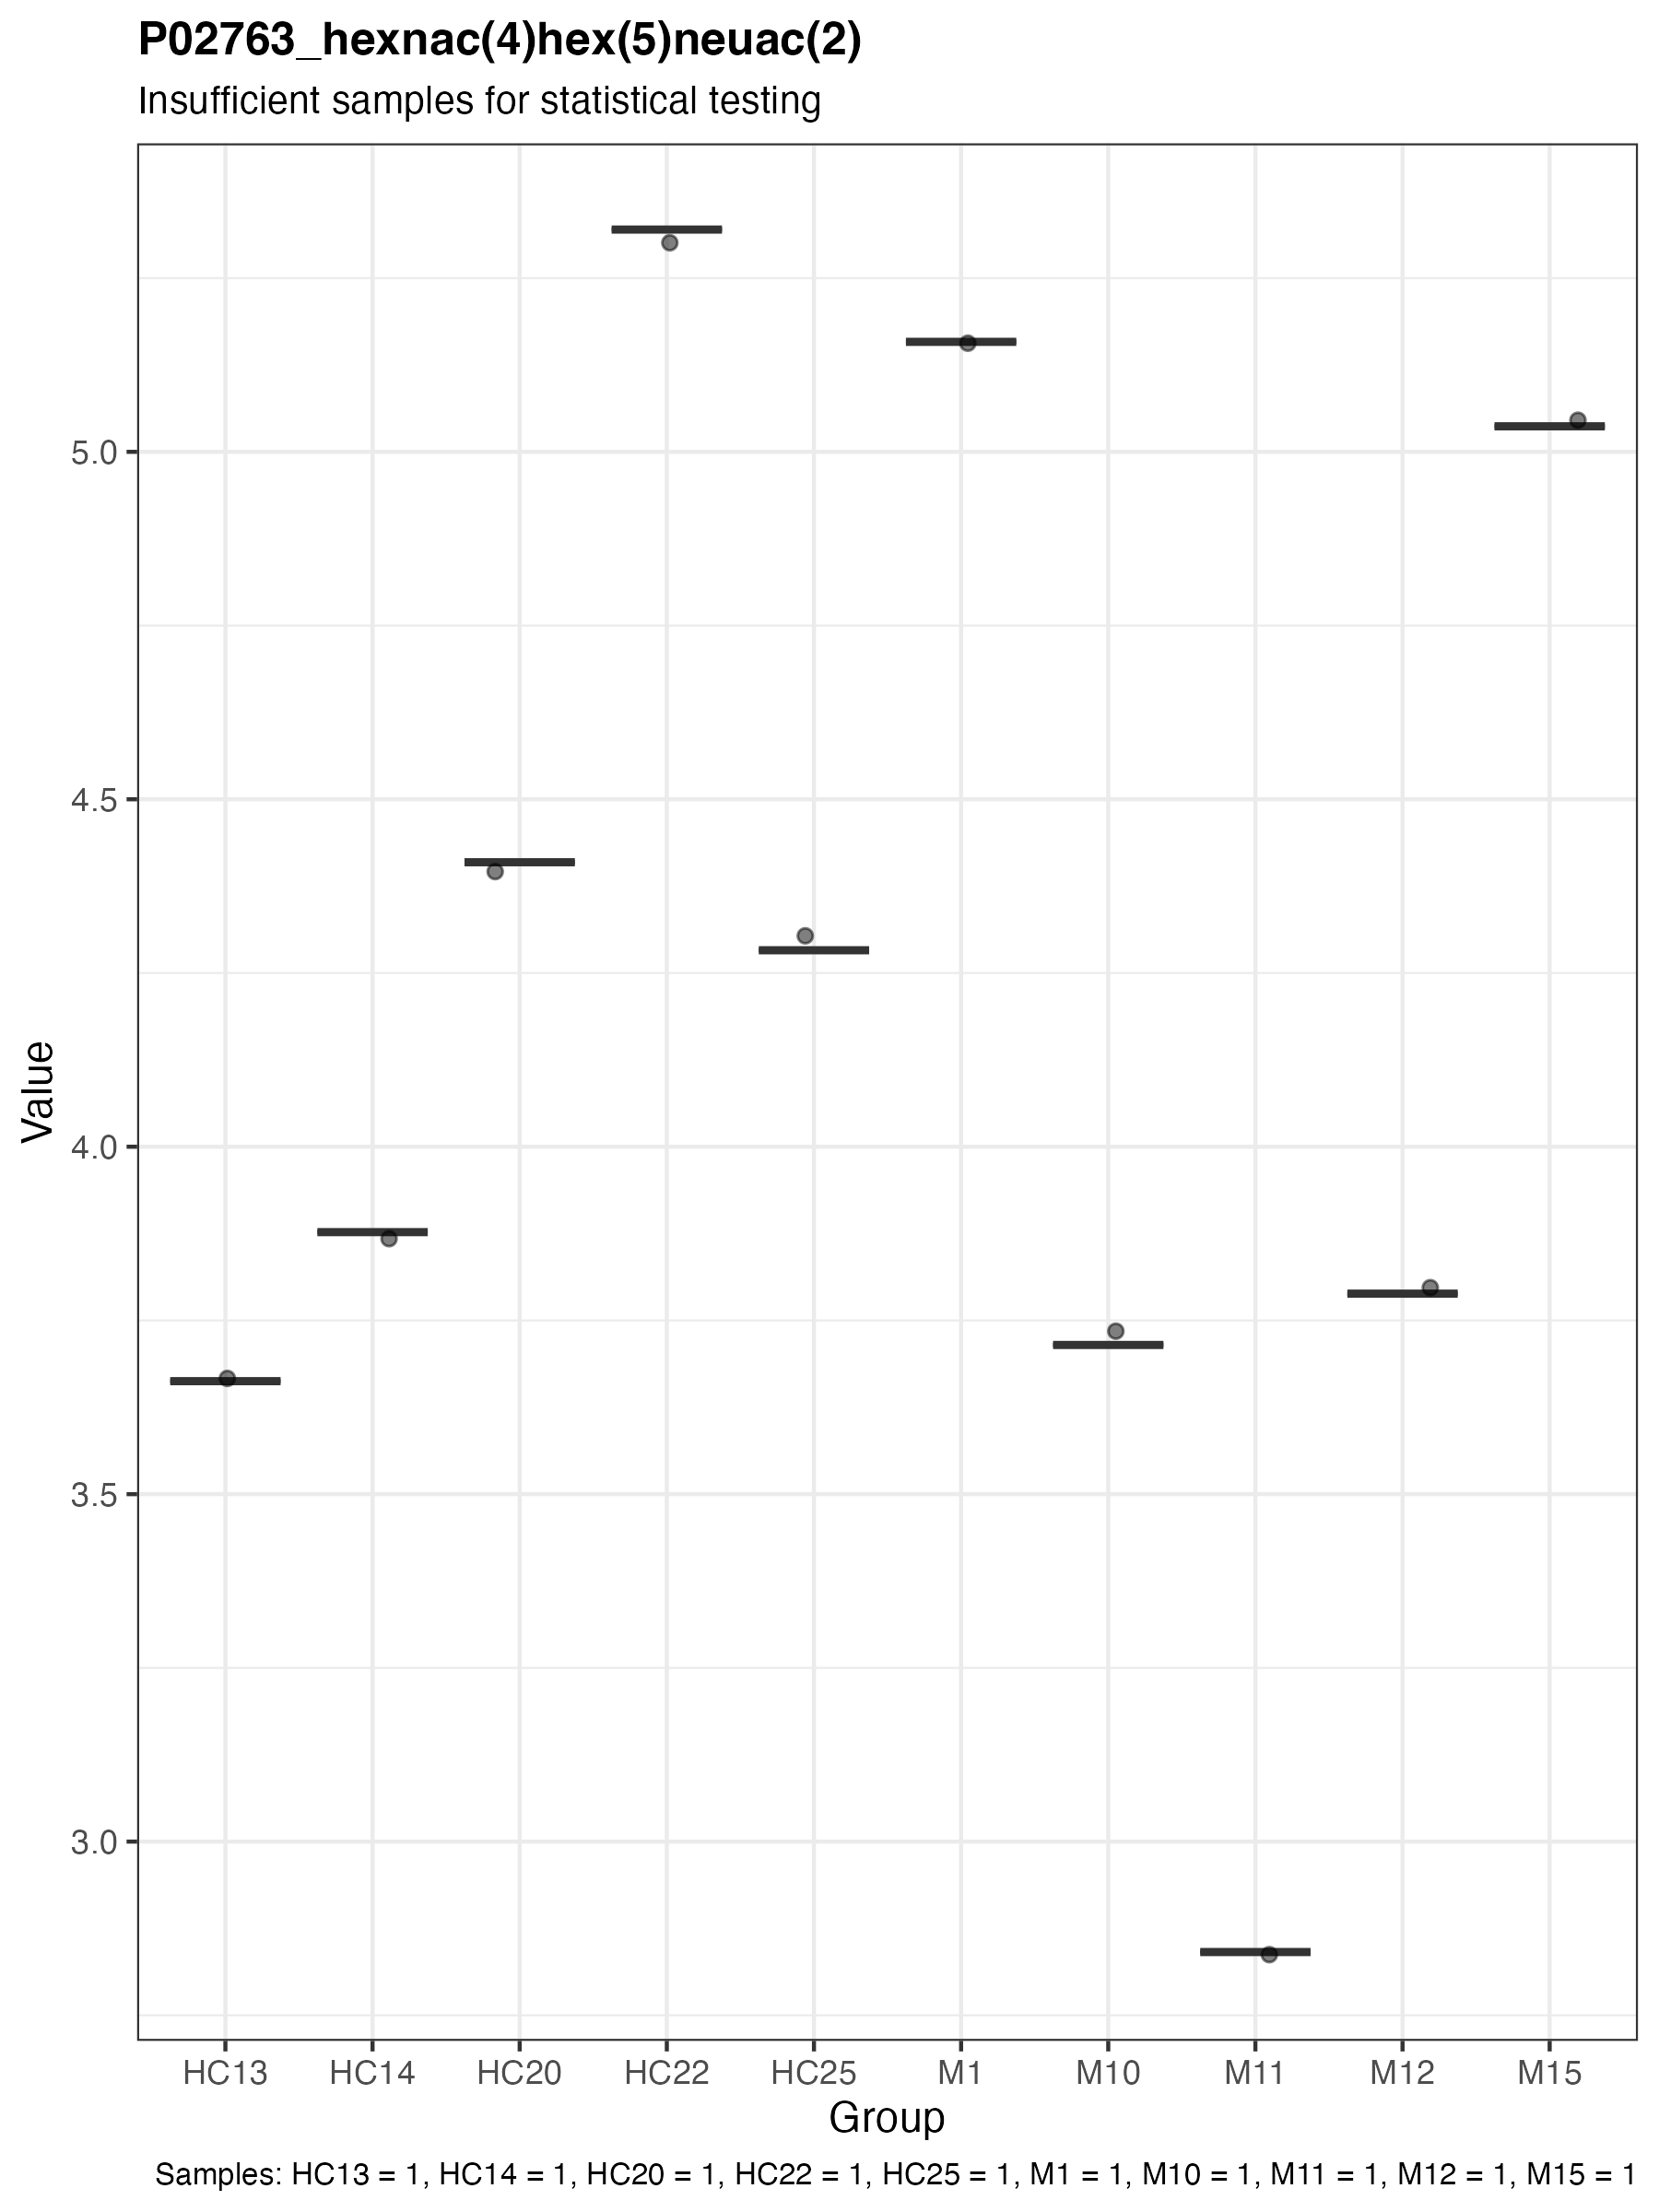 P02763_hexnac(4)hex(5)neuac(2)
Insufficient samples for statistical testing
5.0
4.5
4.0
3.5
3.0
Value
HC13 HC14 HC20 HC22 HC25 M1 M10 M11 M12 M15
Group
Samples: HC13 = 1, HC14 = 1, HC20 = 1, HC22 = 1, HC25 = 1, M1 = 1, M10 = 1, M11 = 1, M12 = 1, M15 = 1